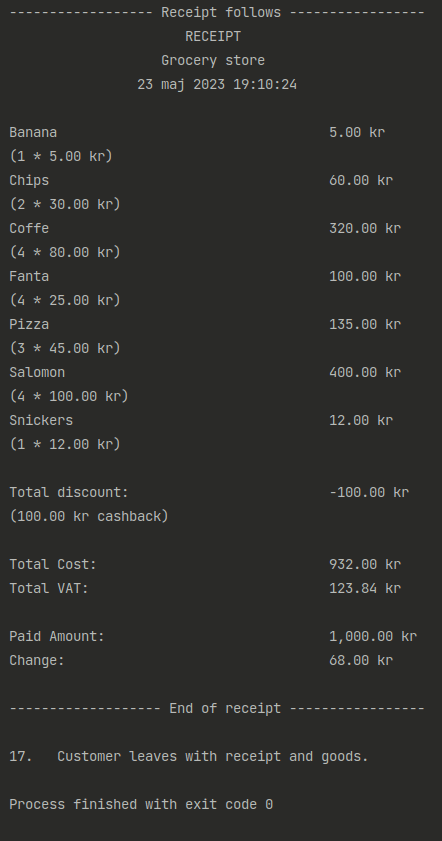 ------------------ Receipt follows -----------------
RECEIPT
Grocery store
23 maj 2023 19:10:24
Banana 5.00 kr
(1 * 5.00 kr)
Chips 60.00 kr
(2 * 30.00 kr)
Coffe 320.00 kr
(4 * 80.00 kr)
Fanta 100.00 kr
(4 * 25.00 kr)
Pizza 135.00 kr
(3 * 45.00 kr)
Salomon 400.00 kr
(4 * 100.00 kr)
Snickers 12.00 kr
(1 * 12.00 kr)
Total discount: -100.00 kr
(100.00 kr cashback)
Total Cost: 932.00 kr
Total VAT: 123.84 kr
Paid Amount: 1,000.00 kr
Change: 68.00 kr
------------------- End of receipt -----------------
17. Customer leaves with receipt and goods.
Process finished with exit code 0